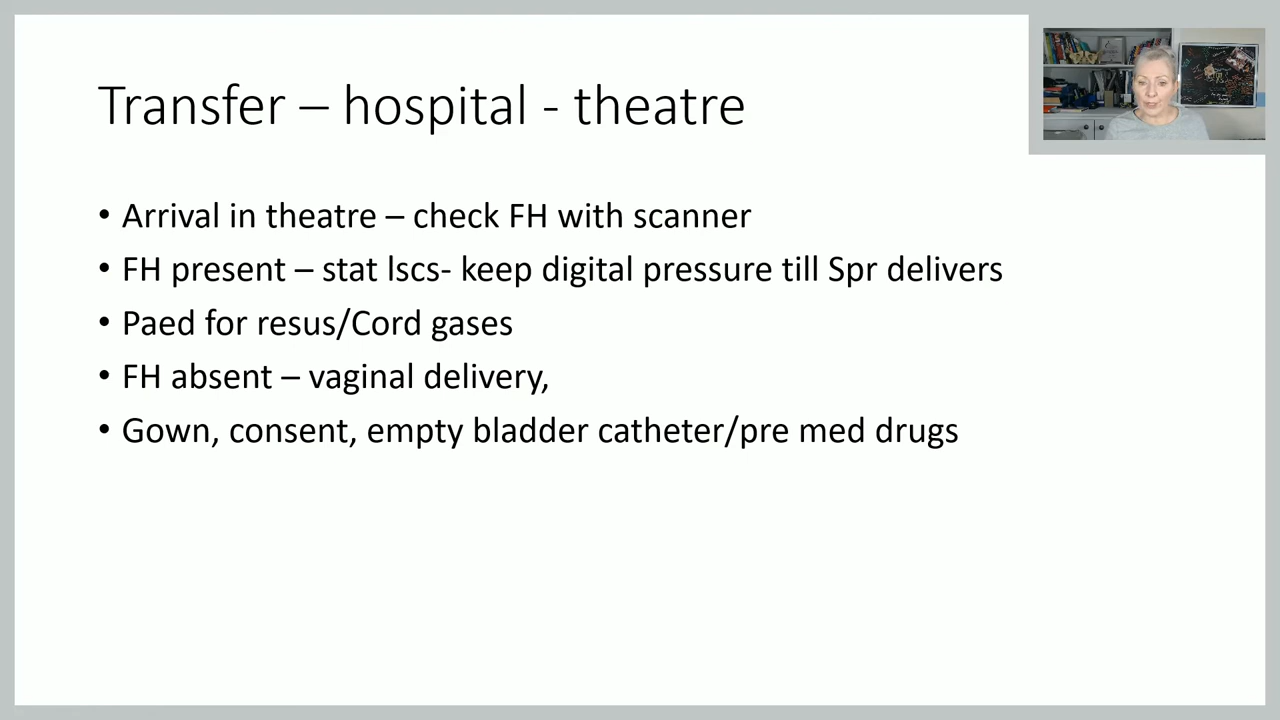 Transfer – hospital - theatre
• Arrival in theatre – check FH with scanner
• FH present – stat lscs- keep digital pressure till Spr delivers
• Paed for resus/Cord gases
• FH absent – vaginal delivery,
• Gown, consent, empty bladder catheter/pre med drugs